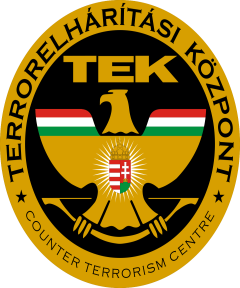 TERRORELHÁRÍTÁSI KÖZPONT
TEK
COUNTER TERRORISM CENTRE